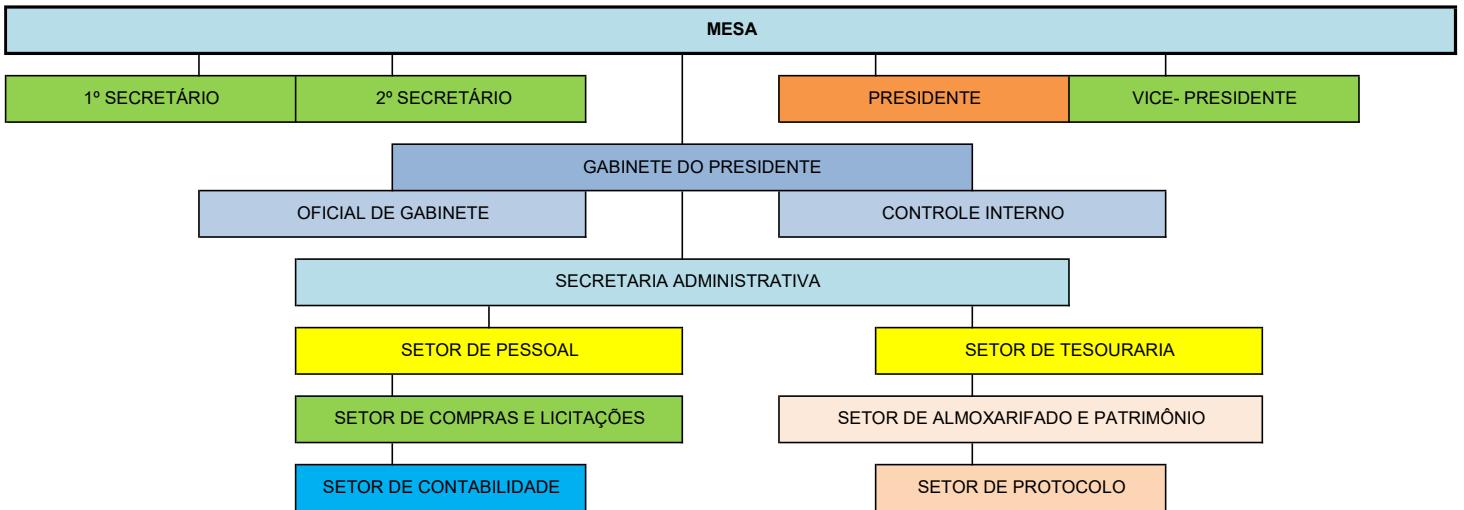 MESA
1º SECRETÁRIO
2º SECRETÁRIO
PRESIDENTE
VICE- PRESIDENTE
GABINETE DO PRESIDENTE
OFICIAL DE GABINETE
CONTROLE INTERNO
SECRETARIA ADMINISTRATIVA
SETOR DE PESSOAL
SETOR DE TESOURARIA
SETOR DE COMPRAS E LICITAÇÕES
SETOR DE ALMOXARIFADO E PATRIMÔNIO
SETOR DE CONTABILIDADE
SETOR DE PROTOCOLO